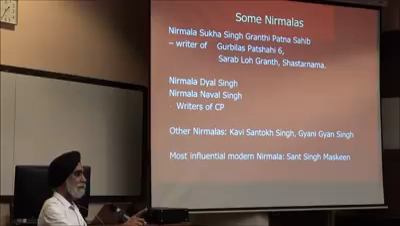 Some Nirmalas
Nirmala Sukha Singh Granthi Patna Sahib
– writer of Gurbilas Patshahi 6,
Sarab Loh Granth, Shastarnama.
Nirmala Dyal Singh
Nirmala Naval Singh
- Writers of CP
Other Nirmalas: Kavi Santokh Singh, Gyani Gyan Singh
Most influential modern Nirmala: Sant Singh Maskeen